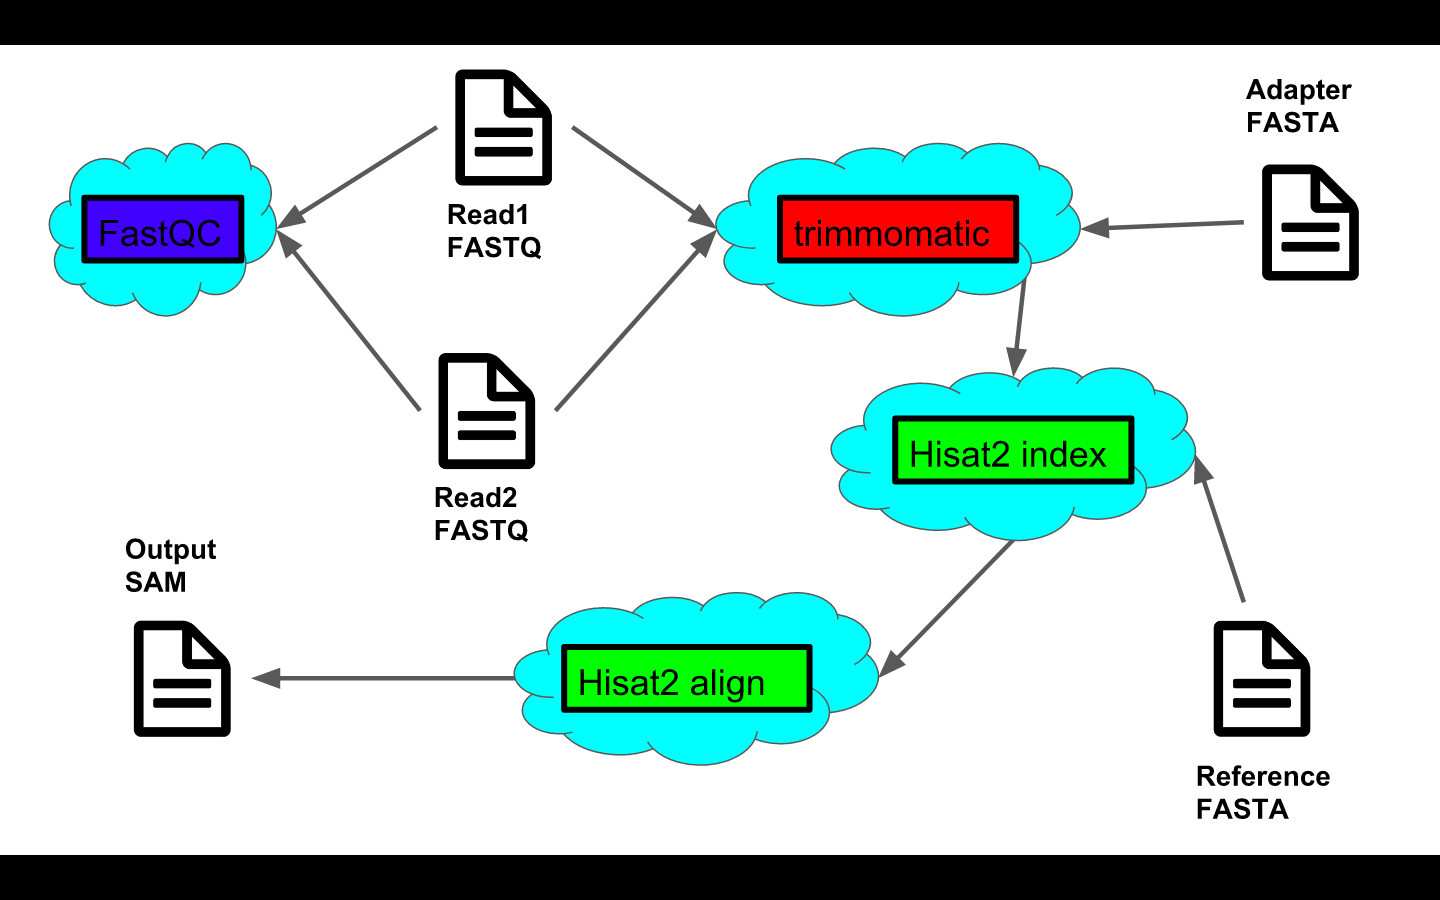 Adapter
FASTA
Read1
FASTQ
FastQC
trimmomatic
Hisat2 index
Read2
FASTQ
Output
SAM
Hisat2 align
Reference
FASTA